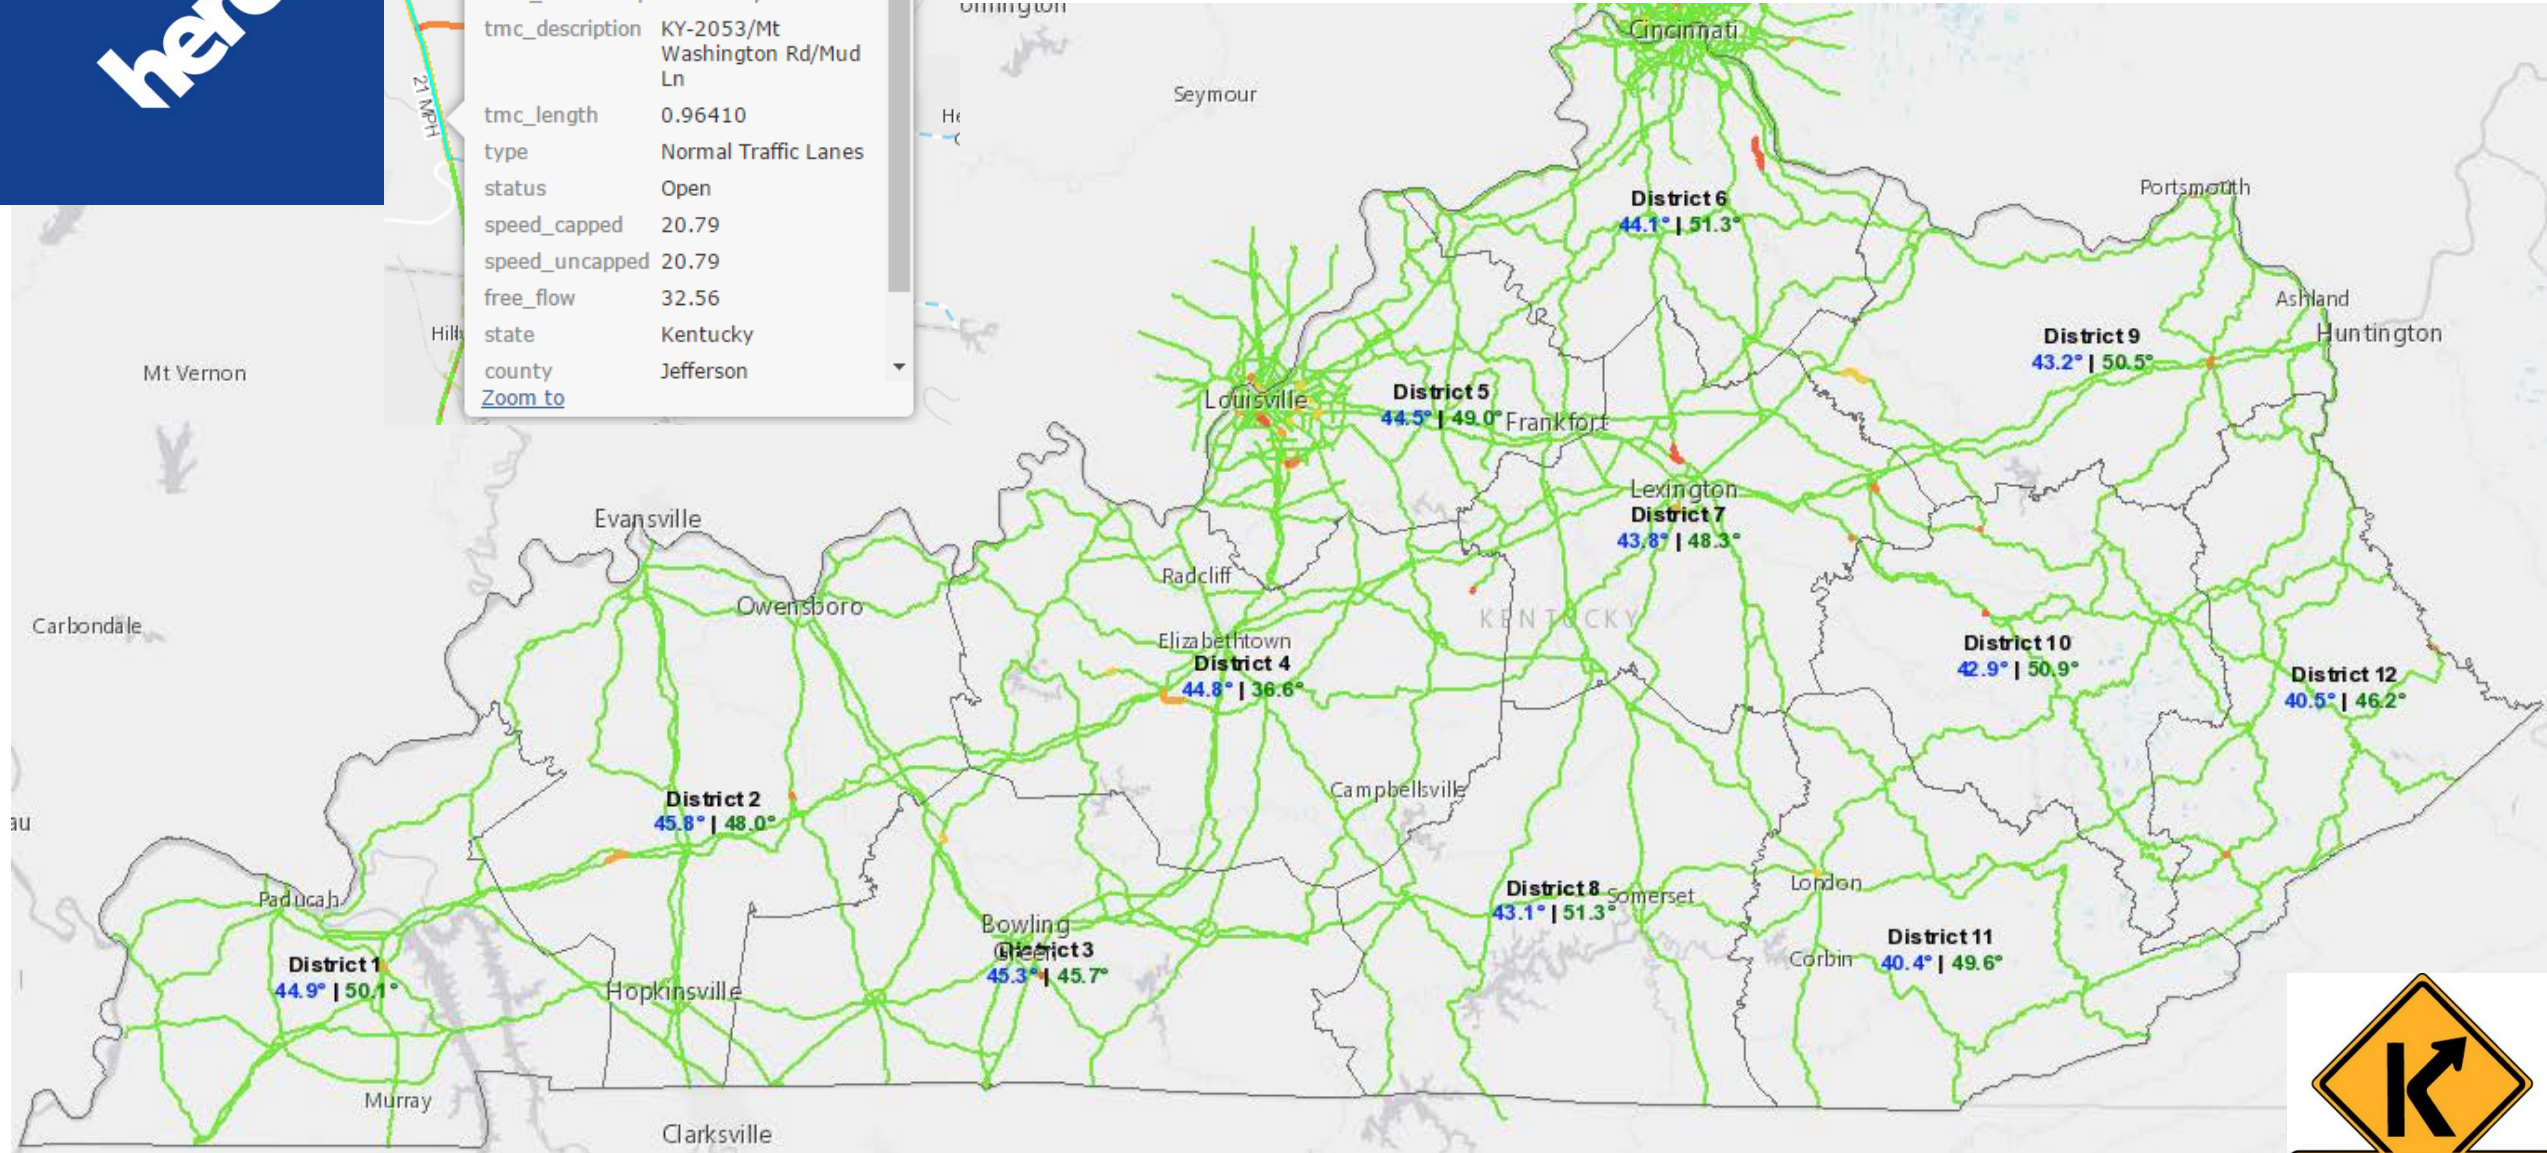 here
21 MPH
tmc_description KY-2053/Mt
Washington Rd/Mud
Ln
tmc_length 0.96410
type Normal Traffic Lanes
status Open
speed_capped 20.79
speed_uncapped 20.79
free_flow 32.56
state Kentucky
county Jefferson
Zoom to
Cincinnati
Seymour
Portsmouth
District 6
44.1° | 51.3°
Ashland
Huntington
District 9
43.2° | 50.5°
Mt Vernon
Louisville
District 5
44.5° | 49.0°
Frankfort
Lexington
District 7
43.8° | 48.3°
Evansville
Radcliff
Owensboro
KENTUCKY
Carbondale
Elizabethtown
District 4
44.8° | 36.6°
District 10
42.9° | 50.9°
District 12
40.5° | 46.2°
Campbellsville
District 2
45.8° | 48.0°
au
Paducah
District 8
43.1° | 51.3°
Somerset
London
Bowling
Green
District 3
45.3° | 45.7°
District 11
40.4° | 49.6°
Corbin
District 1
44.9° | 50.1°
Hopkinsville
Murray
Clarksville
K